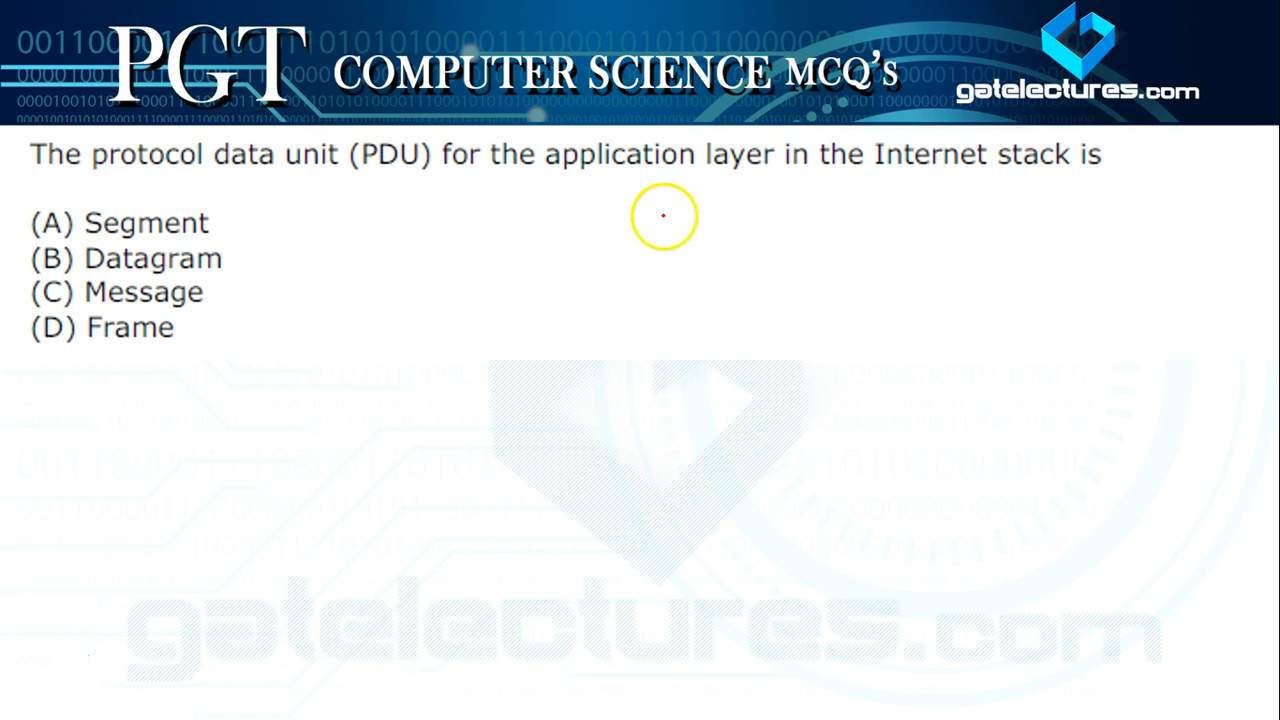 PGT COMPUTER SCIENCE MCQ's
gatelectures.com
The protocol data unit (PDU) for the application layer in the Internet stack is
(A) Segment
(B) Datagram
(C) Message
(D) Frame
gatelectures.com